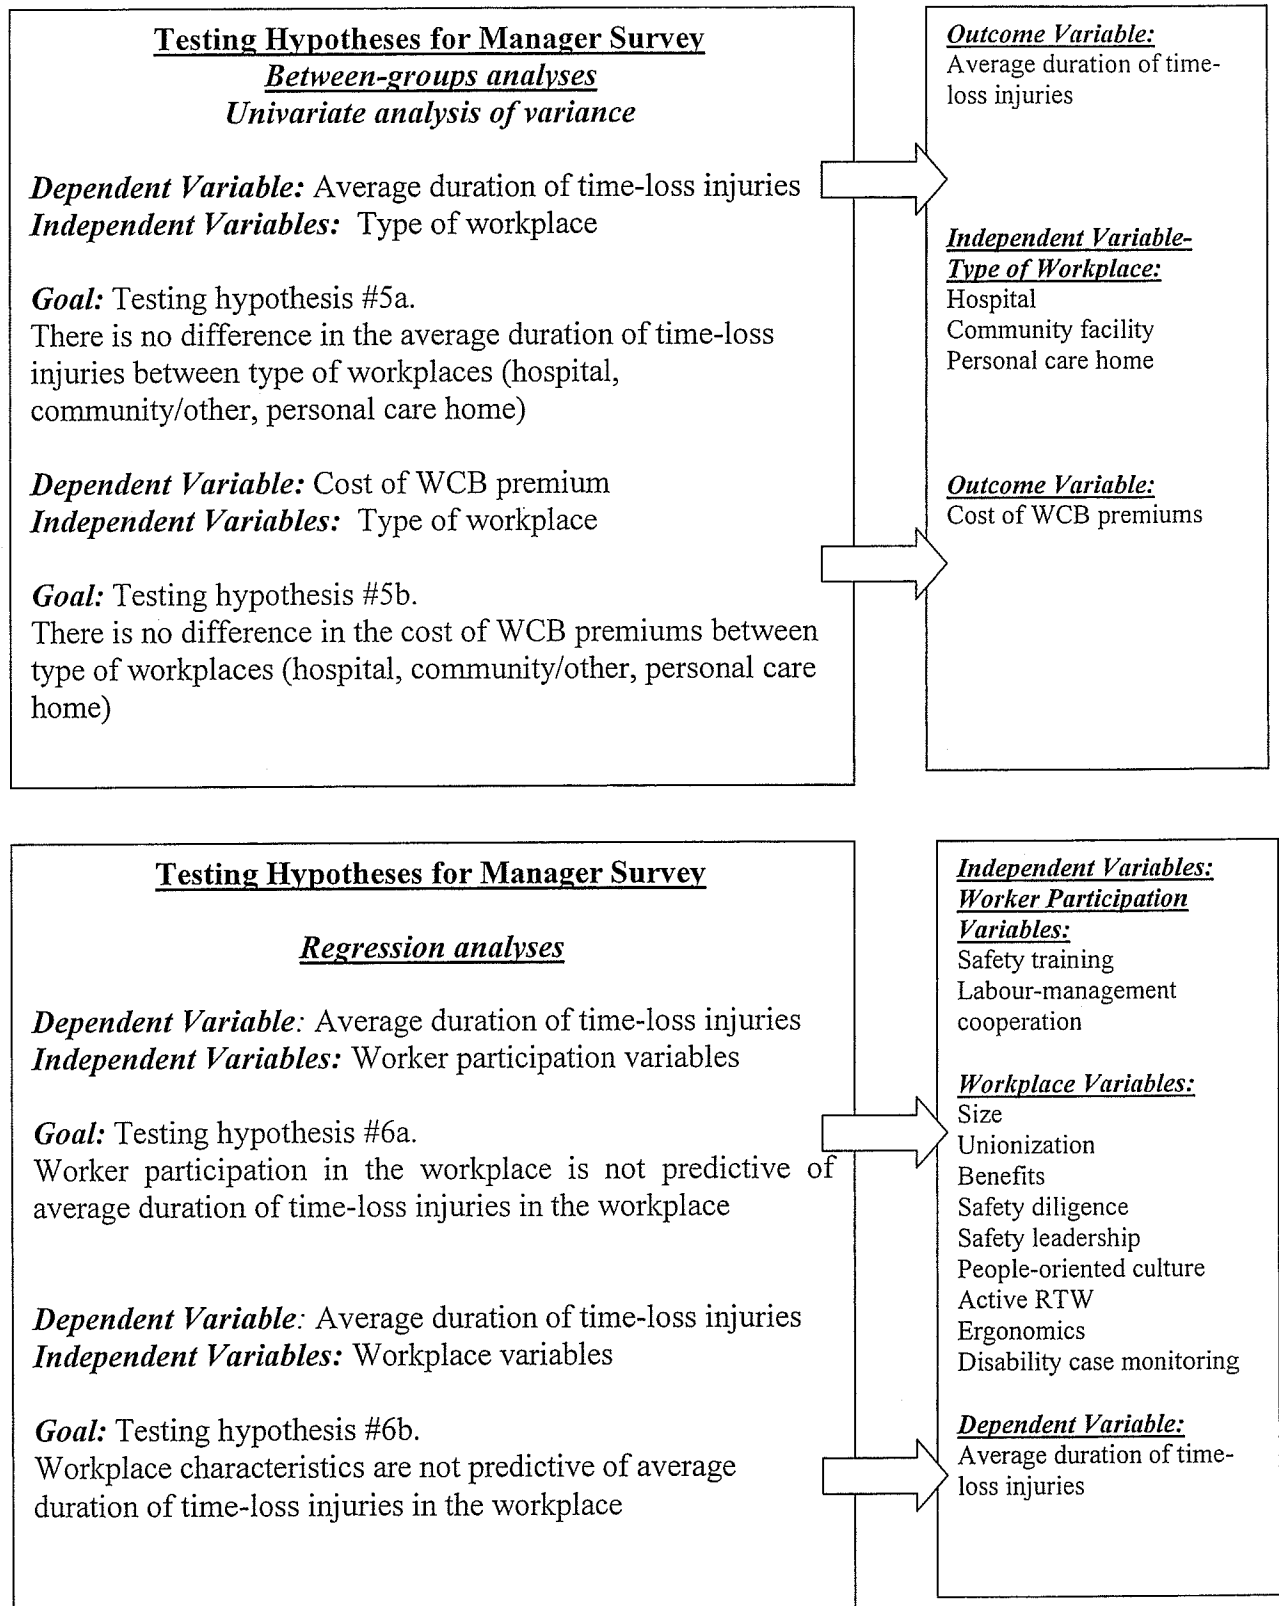 Testing Hypotheses for Manager Survey
Between-groups analyses
Univariate analysis of variance
Dependent Variable: Average duration of time-loss injuries
Independent Variables: Type of workplace
Goal: Testing hypothesis #5a.
There is no difference in the average duration of time-loss
injuries between type of workplaces (hospital,
community/other, personal care home)
Dependent Variable: Cost of WCB premium
Independent Variables: Type of workplace
Goal: Testing hypothesis #5b.
There is no difference in the cost of WCB premiums between
type of workplaces (hospital, community/other, personal care
home)
Outcome Variable:
Average duration of time-
loss injuries
Independent Variable-
Type of Workplace:
Hospital
Community facility
Personal care home
Outcome Variable:
Cost of WCB premiums
Testing Hypotheses for Manager Survey
Regression analyses
Dependent Variable: Average duration of time-loss injuries
Independent Variables: Worker participation variables
Goal: Testing hypothesis #6a.
Worker participation in the workplace is not predictive of
average duration of time-loss injuries in the workplace
Dependent Variable: Average duration of time-loss injuries
Independent Variables: Workplace variables
Goal: Testing hypothesis #6b.
Workplace characteristics are not predictive of average
duration of time-loss injuries in the workplace
Independent Variables:
Worker Participation
Variables:
Safety training
Labour-management
cooperation
Workplace Variables:
Size
Unionization
Benefits
Safety diligence
Safety leadership
People-oriented culture
Active RTW
Ergonomics
Disability case monitoring
Dependent Variable:
Average duration of time-
loss injuries